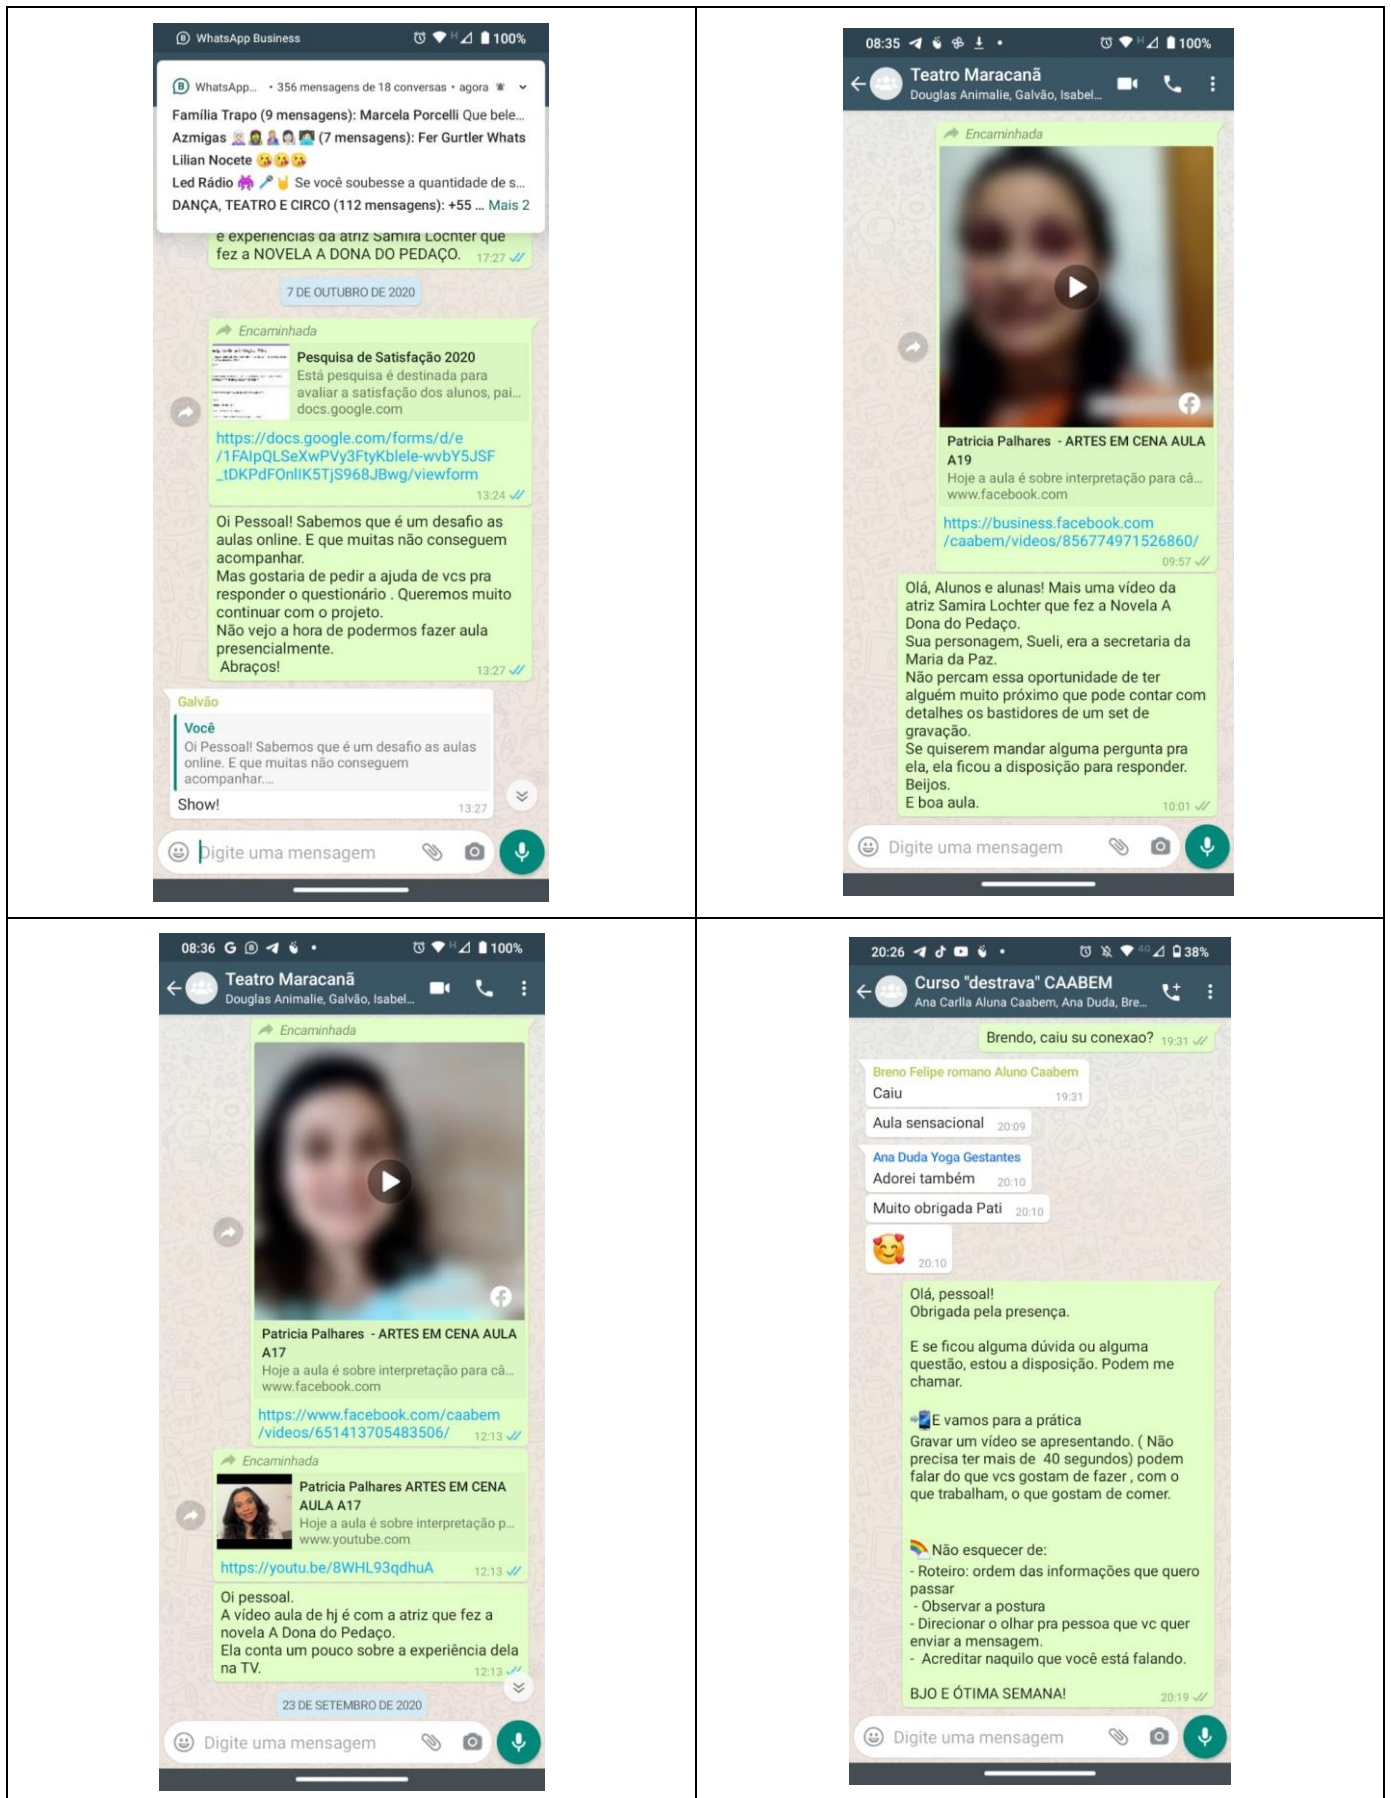 WhatsApp Business
100%
WhatsApp... • 356 mensagens de 18 conversas • agora
Família Trapo (9 mensagens): Marcela Porcelli Que bele...
Azmigas (7 mensagens): Fer Gurtler Whats
Lilian Nocete
Led Rádio Se você soubesse a quantidade de s...
DANÇA, TEATRO E CIRCO (112 mensagens): +55 ... Mais 2
e experiências da atriz Samira Lochter que
fez a NOVELA A DONA DO PEDAÇO. 17:27
7 DE OUTUBRO DE 2020
Encaminhada
Pesquisa de Satisfação 2020
Está pesquisa é destinada para
avaliar a satisfação dos alunos, pai...
docs.google.com
https://docs.google.com/forms/d/e
/1FAIpQLSeXwPVy3FtyKblele-wvbY5JSF
_tDKPdFOnlIK5TjS968JBwg/viewform
13:24
Oi Pessoal! Sabemos que é um desafio as
aulas online. E que muitas não conseguem
acompanhar.
Mas gostaria de pedir a ajuda de vcs pra
responder o questionário . Queremos muito
continuar com o projeto.
Não vejo a hora de podermos fazer aula
presencialmente.
Abraços! 13:27
Galvão
Você
Oi Pessoal! Sabemos que é um desafio as aulas
online. E que muitas não conseguem
acompanhar....
Show! 13:27
Digite uma mensagem
08:35 H 100%
Teatro Maracanã
Douglas Animalie, Galvão, Isabel...
Encaminhada
Patricia Palhares - ARTES EM CENA AULA
A19
Hoje a aula é sobre interpretação para câ...
www.facebook.com
https://business.facebook.com
/caabem/videos/856774971526860/
09:57
Olá, Alunos e alunas! Mais uma vídeo da
atriz Samira Lochter que fez a Novela A
Dona do Pedaço.
Sua personagem, Sueli, era a secretaria da
Maria da Paz.
Não percam essa oportunidade de ter
alguém muito próximo que pode contar com
detalhes os bastidores de um set de
gravação.
Se quiserem mandar alguma pergunta pra
ela, ela ficou a disposição para responder.
Beijos.
E boa aula. 10:01
Digite uma mensagem
08:36 G H 100%
Teatro Maracanã
Douglas Animalie, Galvão, Isabel...
Encaminhada
Patricia Palhares - ARTES EM CENA AULA
A17
Hoje a aula é sobre interpretação para câ...
www.facebook.com
https://www.facebook.com/caabem
/videos/651413705483506/ 12:13
Encaminhada
Patricia Palhares ARTES EM CENA
AULA A17
Hoje a aula é sobre interpretação p...
www.youtube.com
https://youtu.be/8WHL93qdhuA 12:13
Oi pessoal.
A vídeo aula de hj é com a atriz que fez a
novela A Dona do Pedaço.
Ela conta um pouco sobre a experiência dela
na TV. 12:13
23 DE SETEMBRO DE 2020
Digite uma mensagem
20:26 4G 38%
Curso "destrava" CAABEM
Ana Carlla Aluna Caabem, Ana Duda, Bre...
Brendo, caiu su conexao? 19:31
Breno Felipe romano Aluno Caabem
Caiu 19:31
Aula sensacional 20:09
Ana Duda Yoga Gestantes
Adorei também 20:10
Muito obrigada Pati 20:10
20:10
Olá, pessoal!
Obrigada pela presença.
E se ficou alguma dúvida ou alguma
questão, estou a disposição. Podem me
chamar.
E vamos para a prática
Gravar um vídeo se apresentando. ( Não
precisa ter mais de 40 segundos) podem
falar do que vcs gostam de fazer , com o
que trabalham, o que gostam de comer.
Não esquecer de:
- Roteiro: ordem das informações que quero
passar
- Observar a postura
- Direcionar o olhar pra pessoa que vc quer
enviar a mensagem.
- Acreditar naquilo que você está falando.
BJO E ÓTIMA SEMANA! 20:19
Digite uma mensagem